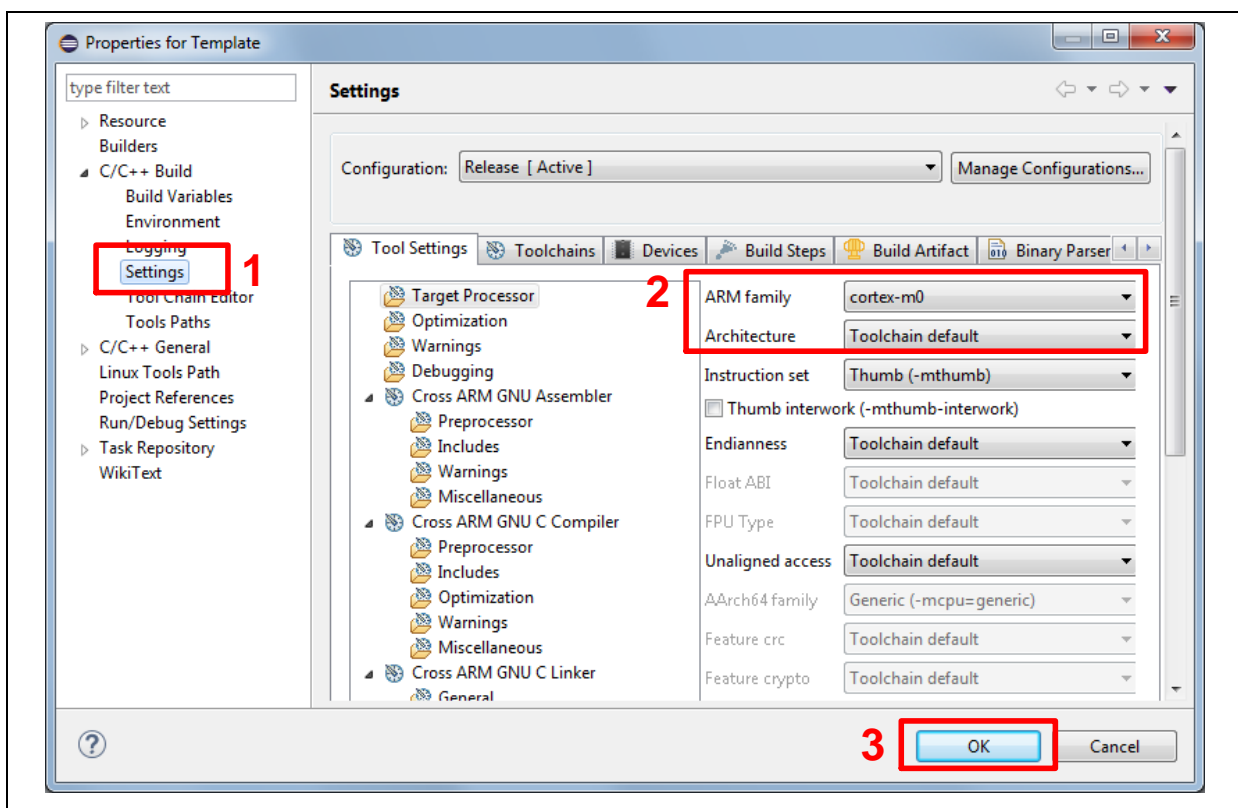 Properties for Template
X
type filter text
Resource
Builders
C/C++ Build
Build Variables
Environment
Logging
Settings
Tool Chain Editor
Tools Paths
C/C++ General
Linux Tools Path
Project References
Run/Debug Settings
Task Repository
WikiText
1
Settings
Configuration: Release [ Active ] Manage Configurations...
Tool Settings Toolchains Devices Build Steps Build Artifact Binary Parser
Target Processor
Optimization
Warnings
Debugging
Cross ARM GNU Assembler
Preprocessor
Includes
Warnings
Miscellaneous
Cross ARM GNU C Compiler
Preprocessor
Includes
Optimization
Warnings
Miscellaneous
Cross ARM GNU C Linker
General
2
ARM family cortex-m0
Architecture Toolchain default
Instruction set Thumb (-mthumb)
Thumb interwork (-mthumb-interwork)
Endianness Toolchain default
Float ABI Toolchain default
FPU Type Toolchain default
Unaligned access Toolchain default
AArch64 family Generic (-mcpu=generic)
Feature crc Toolchain default
Feature crypto Toolchain default
?
3
OK Cancel